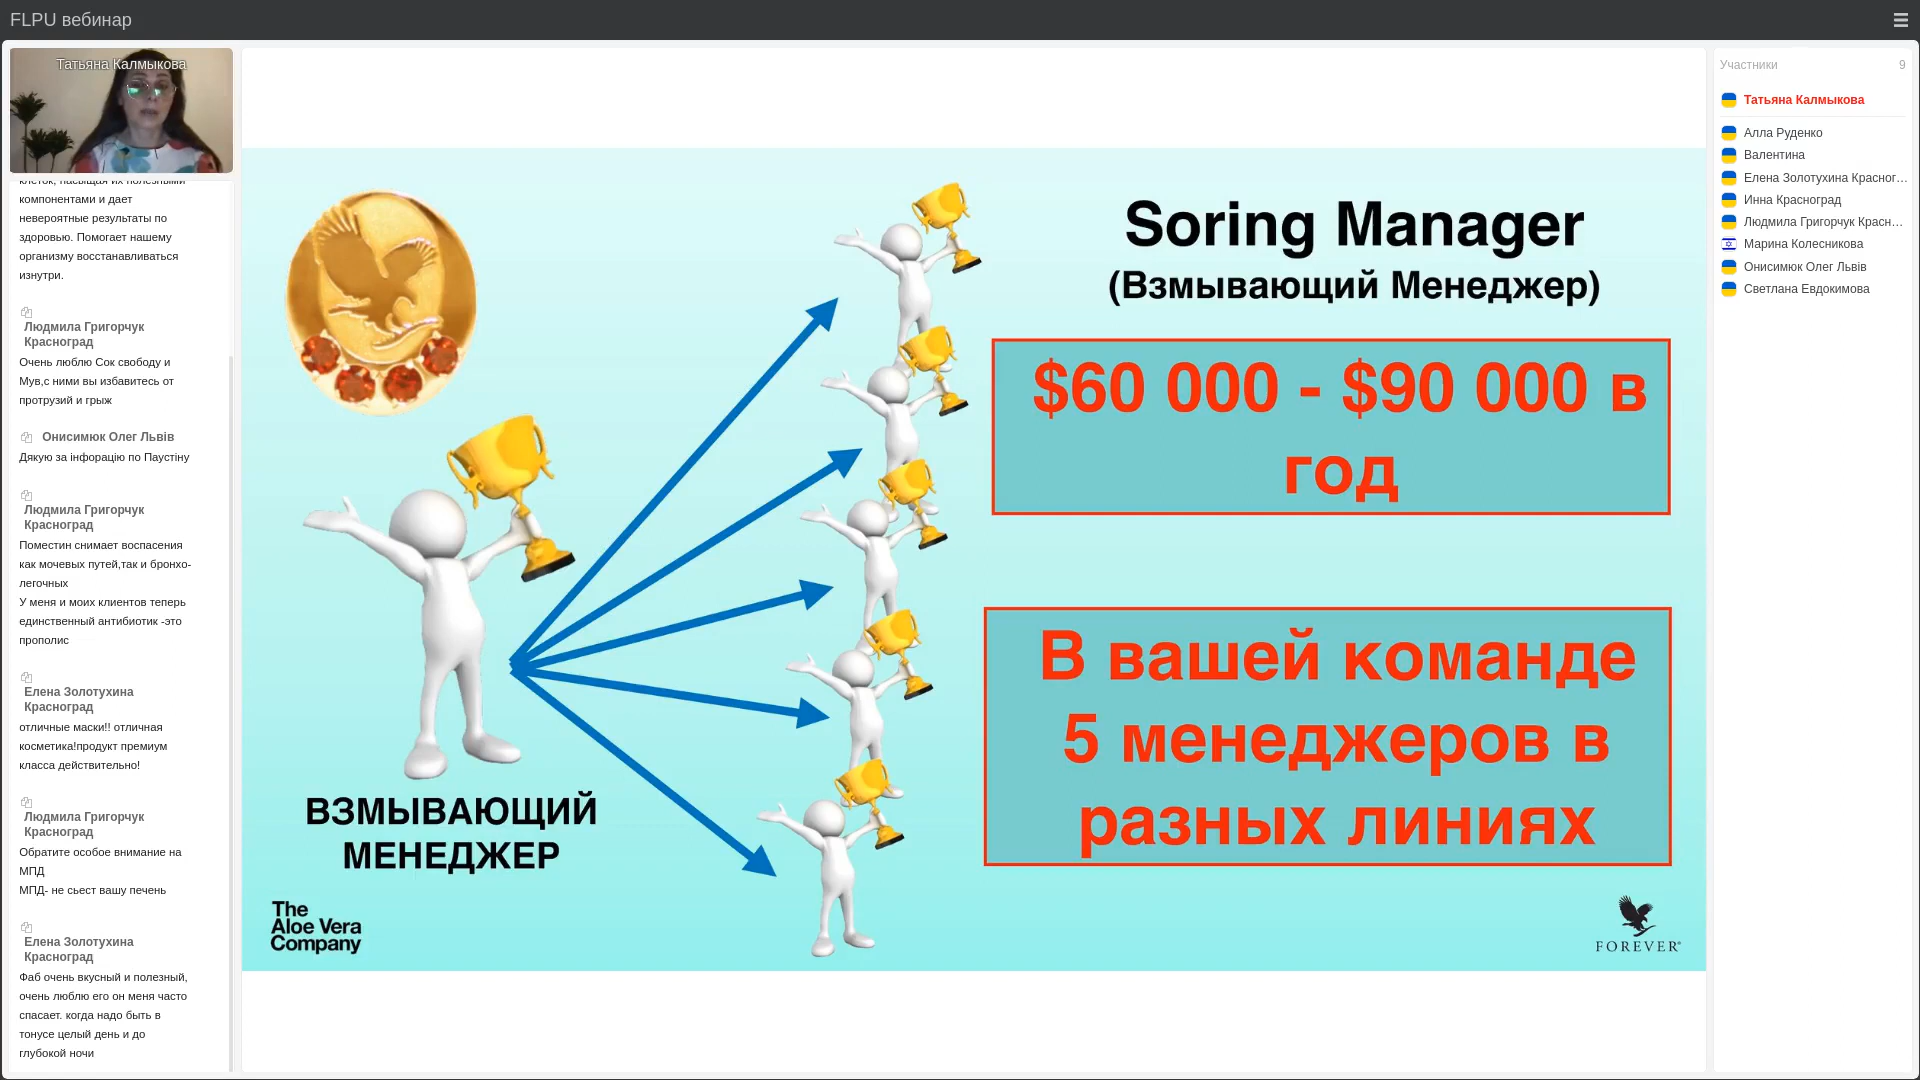 FLPU вебинар
Татьяна Калмыкова
клеток, насыщая их полезными
компонентами и дает
невероятные результаты по
здоровью. Помогает нашему
организму восстанавливаться
изнутри.
Людмила Григорчук
Красноград
Очень люблю Сок свободу и
Мув,с ними вы избавитесь от
протрузий и грыж
Онисимюк Олег Львів
Дякую за інфорацію по Паустіну
Людмила Григорчук
Красноград
Поместин снимает воспасения
как мочевых путей,так и бронхо-
легочных
У меня и моих клиентов теперь
единственный антибиотик -это
прополис
Елена Золотухина
Красноград
отличные маски!! отличная
косметика!продукт премиум
класса действительно!
Людмила Григорчук
Красноград
Обратите особое внимание на
МПД
МПД- не сьест вашу печень
Елена Золотухина
Красноград
Фаб очень вкусный и полезный,
очень люблю его он меня часто
спасает. когда надо быть в
тонусе целый день и до
глубокой ночи
Soring Manager
(Взмывающий Менеджер)
$60 000 - $90 000 в
год
В вашей команде
5 менеджеров в
разных линиях
ВЗМЫВАЮЩИЙ
МЕНЕДЖЕР
The
Aloe Vera
Company
FOREVER®
Участники 9
Татьяна Калмыкова
Алла Руденко
Валентина
Елена Золотухина Красног...
Инна Красноград
Людмила Григорчук Красн...
Марина Колесникова
Онисимюк Олег Львів
Светлана Евдокимова